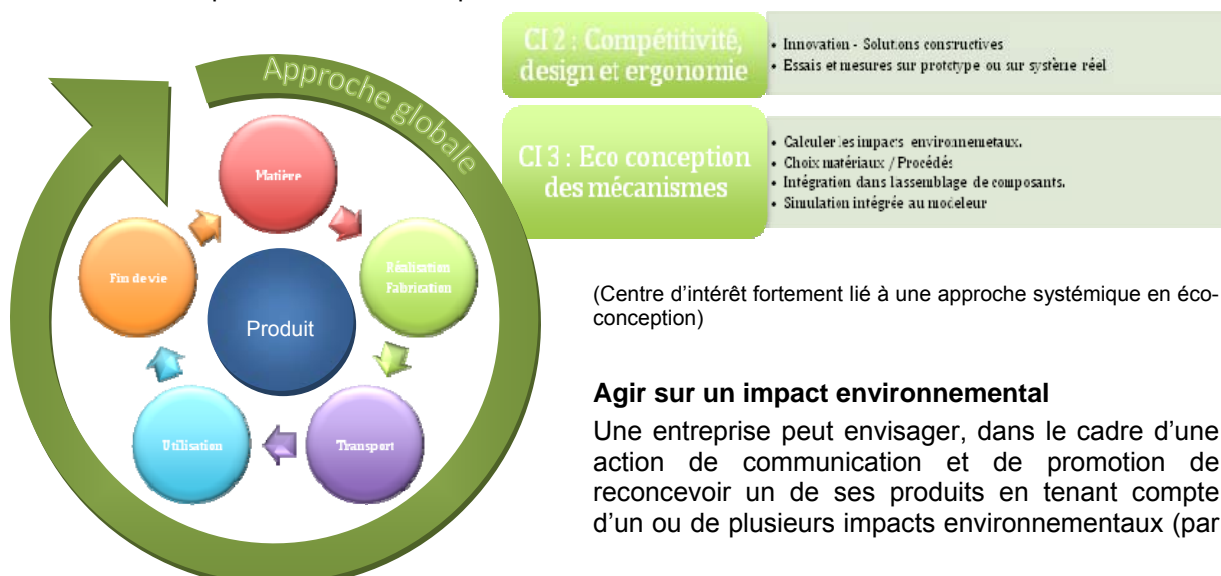 Approche globale
Matière
Réalisation
Fabrication
Transport
Utilisation
Fin de vie
Produit
CI 2 : Compétitivité,
design et ergonomie
• Innovation - Solutions constructives
• Essais et mesures sur prototype ou sur système réel
CI 3 : Eco conception
des mécanismes
• Calculer les impacts environnemetaux.
• Choix matériaux / Procédés
• Intégration dans lassemblage de composants.
• Simulation intégrée au modeleur
(Centre d’intérêt fortement lié à une approche systémique en éco-
conception)
Agir sur un impact environnemental
Une entreprise peut envisager, dans le cadre d’une
action de communication et de promotion de
reconcevoir un de ses produits en tenant compte
d’un ou de plusieurs impacts environnementaux (par